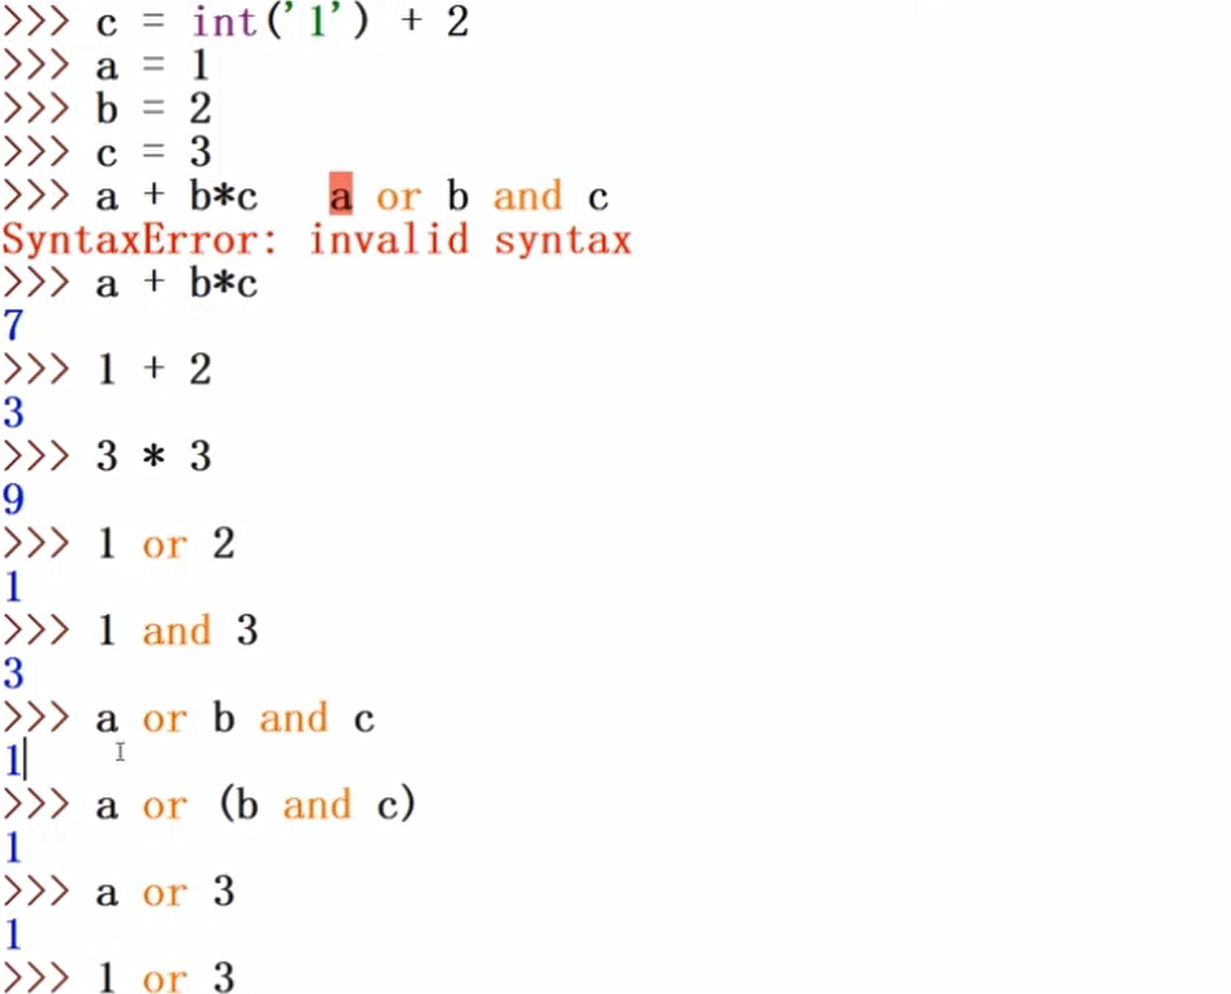 >>> c = int('1') + 2
>>> a = 1
>>> b = 2
>>> c = 3
>>> a + b*c   a or b and c
SyntaxError: invalid syntax
>>> a + b*c
7
>>> 1 + 2
3
>>> 3 * 3
9
>>> 1 or 2
1
>>> 1 and 3
3
>>> a or b and c
1
>>> a or (b and c)
1
>>> a or 3
1
>>> 1 or 3